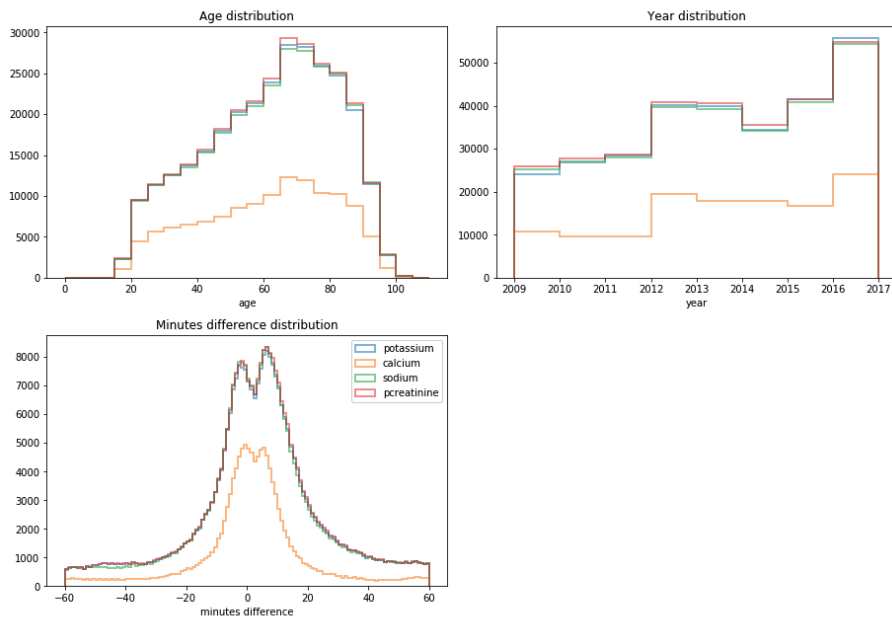 Age distribution
30000
25000
20000
15000
10000
5000
0
0 20 40 60 80 100
age
Year distribution
50000
40000
30000
20000
10000
0
2009 2010 2011 2012 2013 2014 2015 2016 2017
year
Minutes difference distribution
8000
7000
6000
5000
4000
3000
2000
1000
0
−60 −40 −20 0 20 40 60
minutes difference
potassium
calcium
sodium
pcreatinine